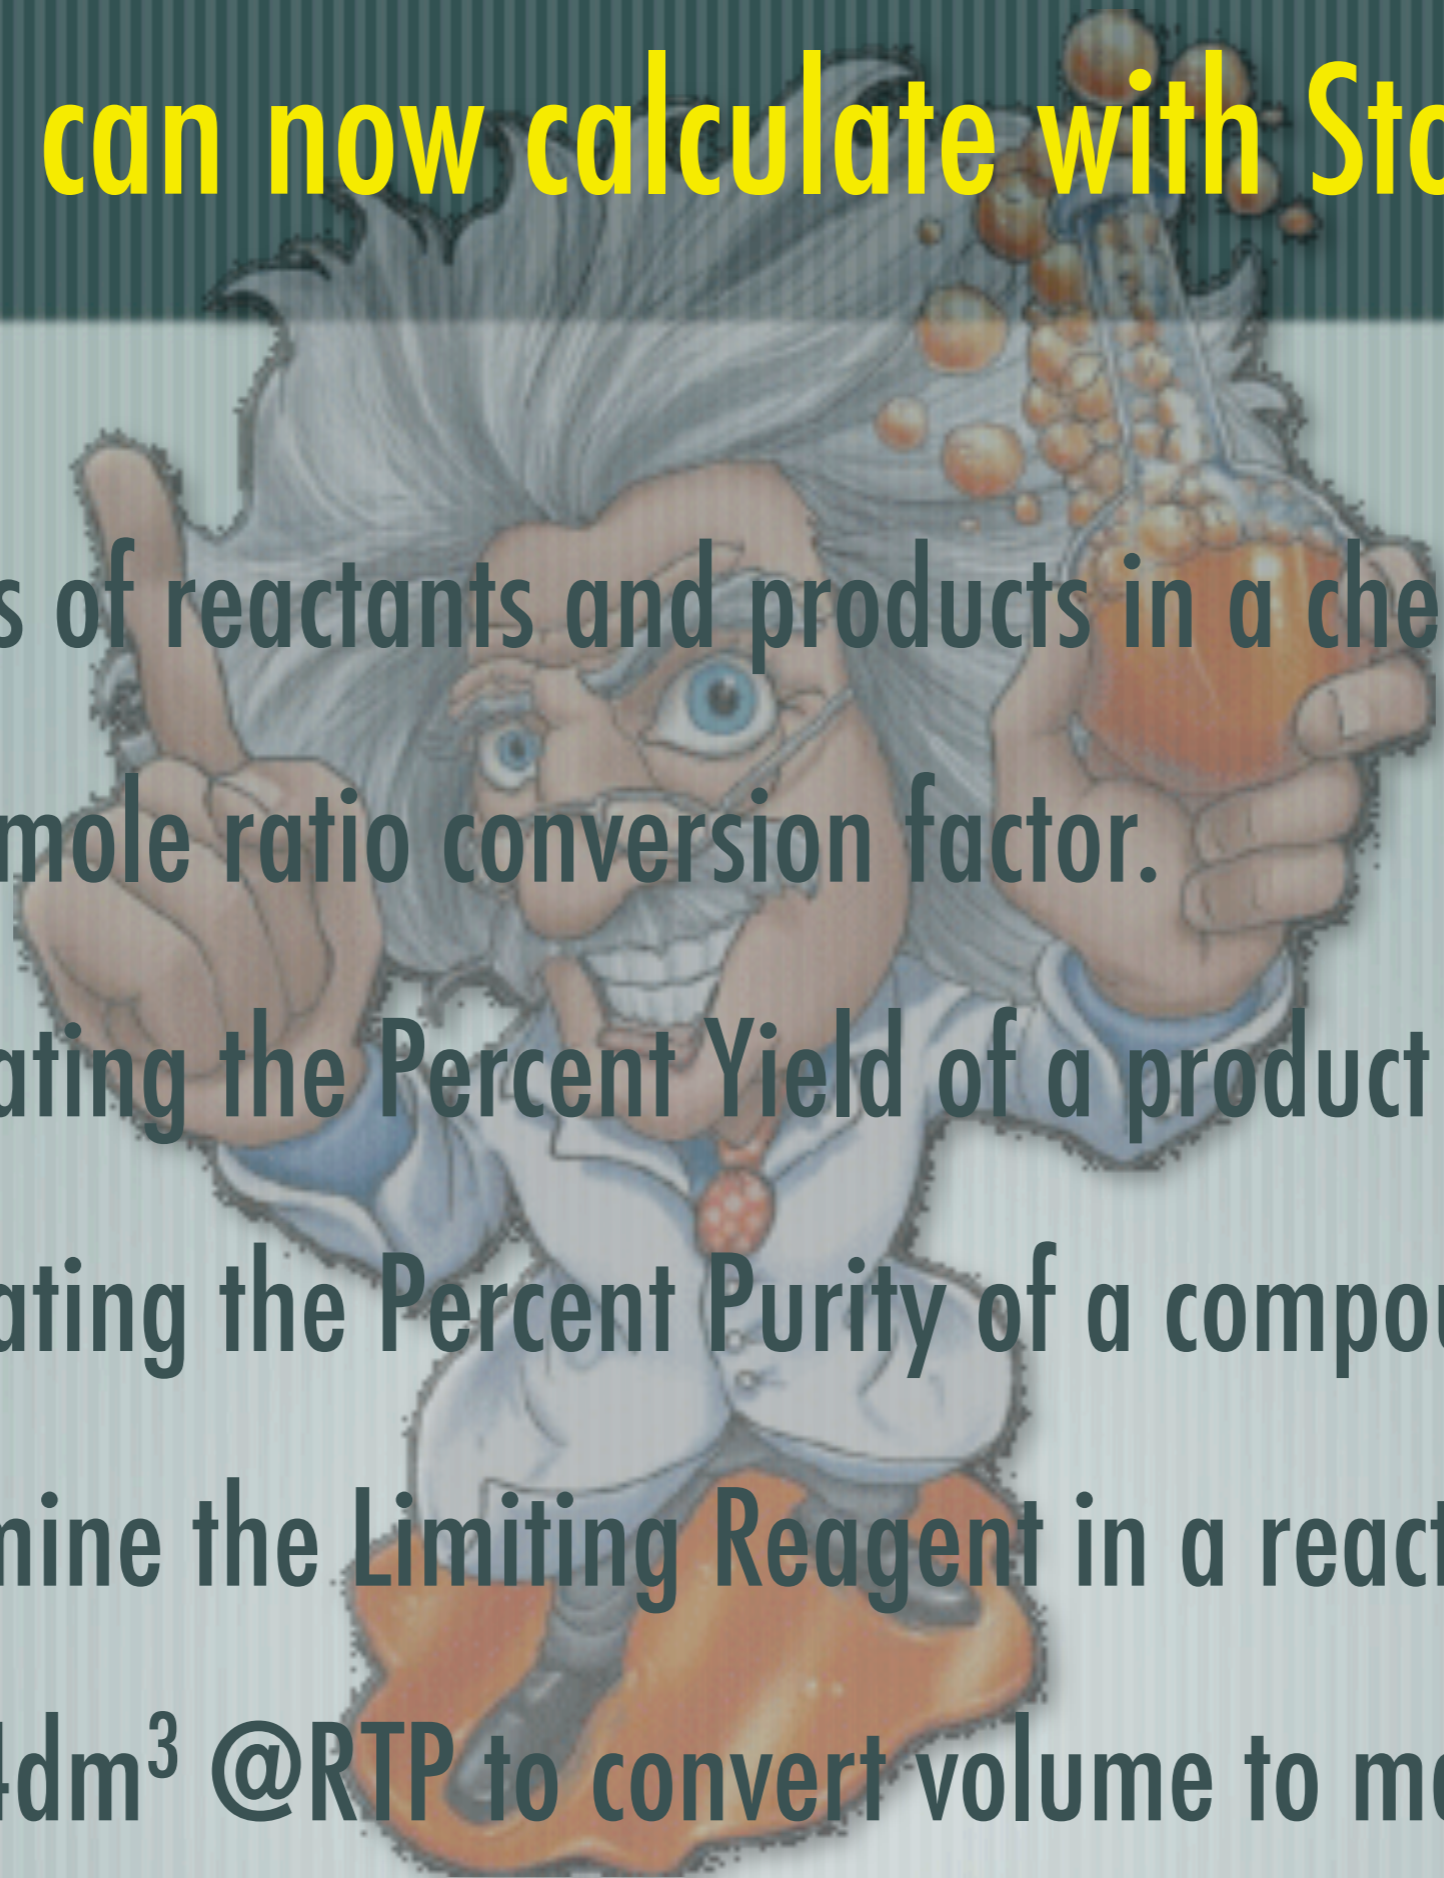 can now calculate with Sto
s of reactants and products in a che
mole ratio conversion factor.
ating the Percent Yield of a product
ating the Percent Purity of a compou
mine the Limiting Reagent in a react
4dm³ @RTP to convert volume to mo